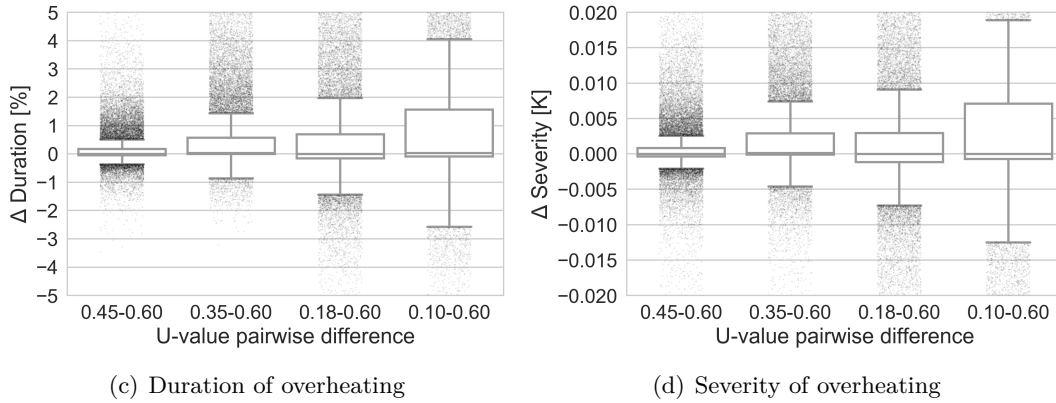 5
4
3
2
1
0
−1
−2
−3
−4
−5
Δ Duration [%]
0.45-0.60 0.35-0.60 0.18-0.60 0.10-0.60
U-value pairwise difference
(c) Duration of overheating
0.020
0.015
0.010
0.005
0.000
−0.005
−0.010
−0.015
−0.020
Δ Severity [K]
0.45-0.60 0.35-0.60 0.18-0.60 0.10-0.60
U-value pairwise difference
(d) Severity of overheating